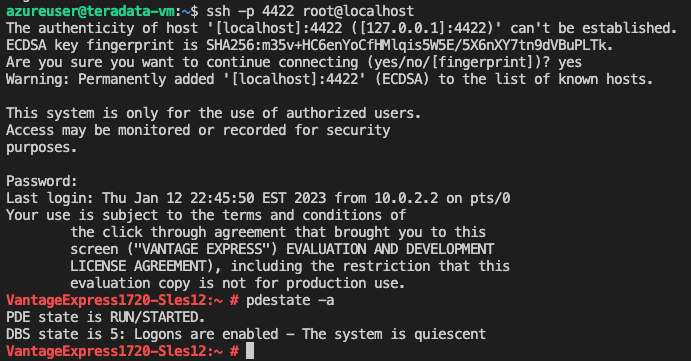 azureuser@teradata-vm:~$ ssh -p 4422 root@localhost
The authenticity of host '[localhost]:4422 ([127.0.0.1]:4422)' can't be established.
ECDSA key fingerprint is SHA256:m35v+HC6enYoCfHMlqis5W5E/5X6nXY7tn9dVBuPLTk.
Are you sure you want to continue connecting (yes/no/[fingerprint])? yes
Warning: Permanently added '[localhost]:4422' (ECDSA) to the list of known hosts.
This system is only for the use of authorized users.
Access may be monitored or recorded for security
purposes.
Password:
Last login: Thu Jan 12 22:45:50 EST 2023 from 10.0.2.2 on pts/0
Your use is subject to the terms and conditions of
the click through agreement that brought you to this
screen ("VANTAGE EXPRESS") EVALUATION AND DEVELOPMENT
LICENSE AGREEMENT), including the restriction that this
evaluation copy is not for production use.
VantageExpress1720-Sles12:~ # pdestate -a
PDE state is RUN/STARTED.
DBS state is 5: Logons are enabled - The system is quiescent
VantageExpress1720-Sles12:~ #